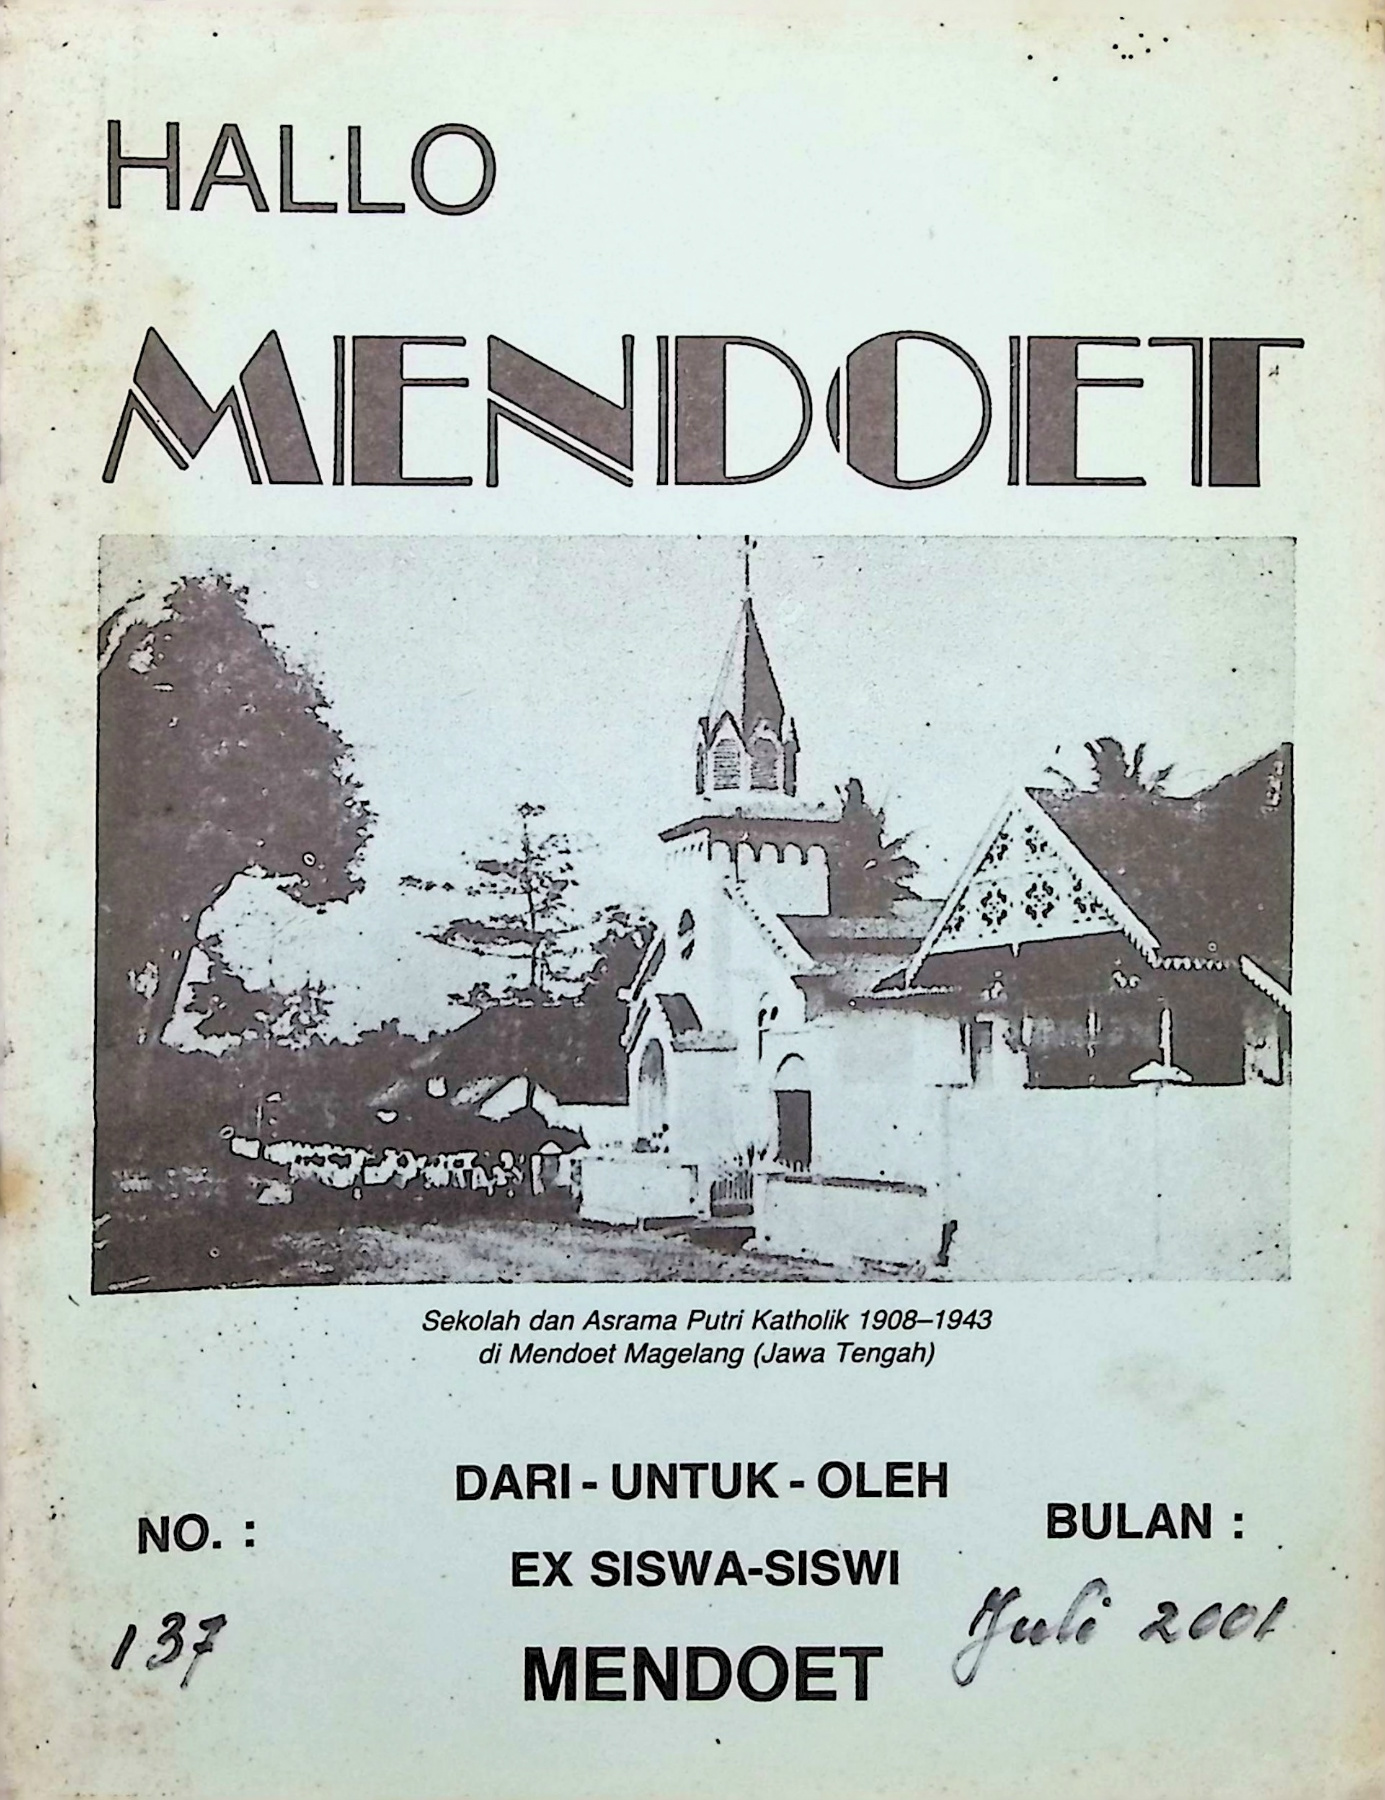 HALLO
MENDOET
Sekolah dan Asrama Putri Katholik 1908–1943
di Mendoet Magelang (Jawa Tengah)
DARI - UNTUK - OLEH
NO. :
BULAN :
EX SISWA-SISWI
137
Juli 2001
MENDOET